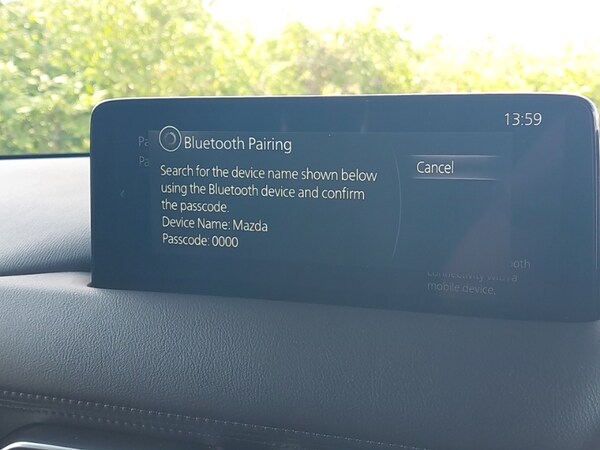 13:59
Bluetooth Pairing
Search for the device name shown below
using the Bluetooth device and confirm
the passcode.
Device Name: Mazda
Passcode: 0000
Cancel
mobile device.